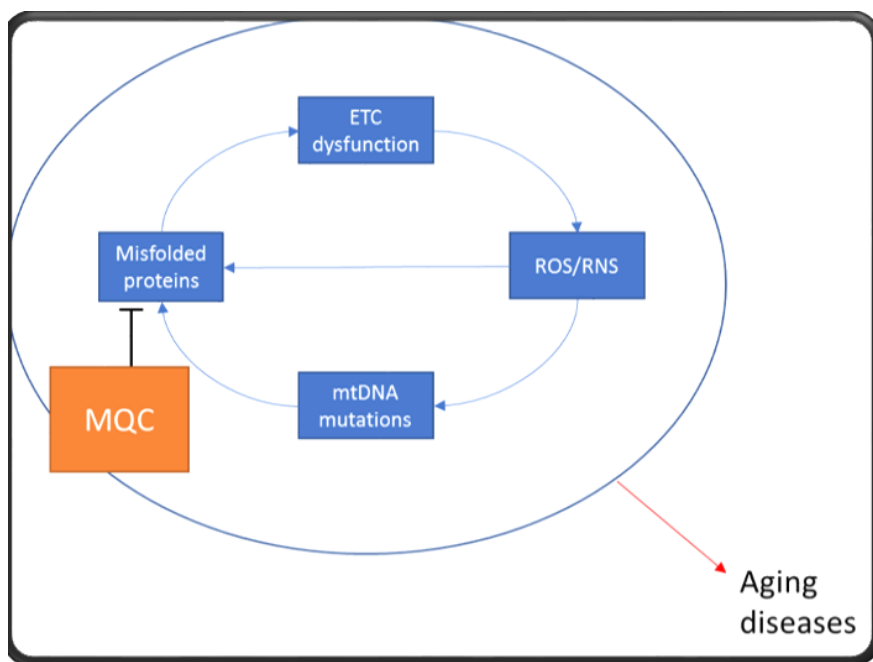 ETC
dysfunction
Misfolded
proteins
ROS/RNS
mtDNA
mutations
MQC
Aging
diseases